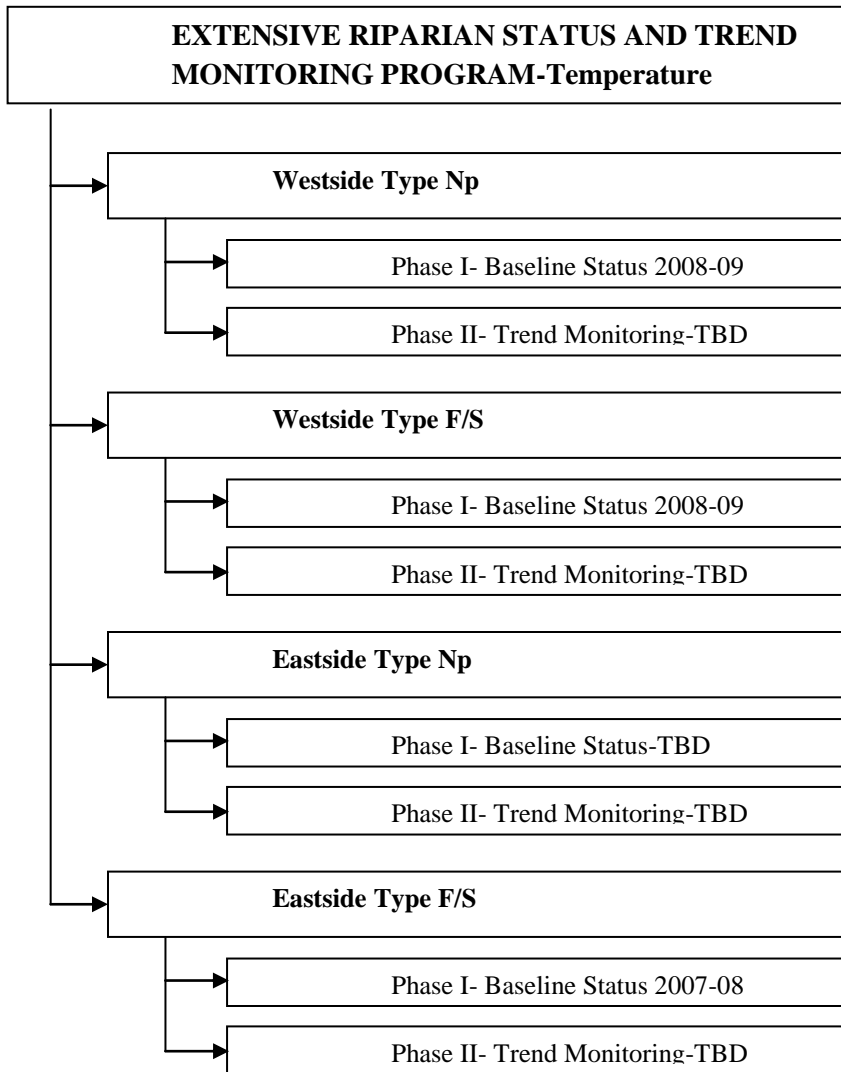 EXTENSIVE RIPARIAN STATUS AND TREND
MONITORING PROGRAM-Temperature
Westside Type Np
Phase I- Baseline Status 2008-09
Phase II- Trend Monitoring-TBD
Westside Type F/S
Phase I- Baseline Status 2008-09
Phase II- Trend Monitoring-TBD
Eastside Type Np
Phase I- Baseline Status-TBD
Phase II- Trend Monitoring-TBD
Eastside Type F/S
Phase I- Baseline Status 2007-08
Phase II- Trend Monitoring-TBD